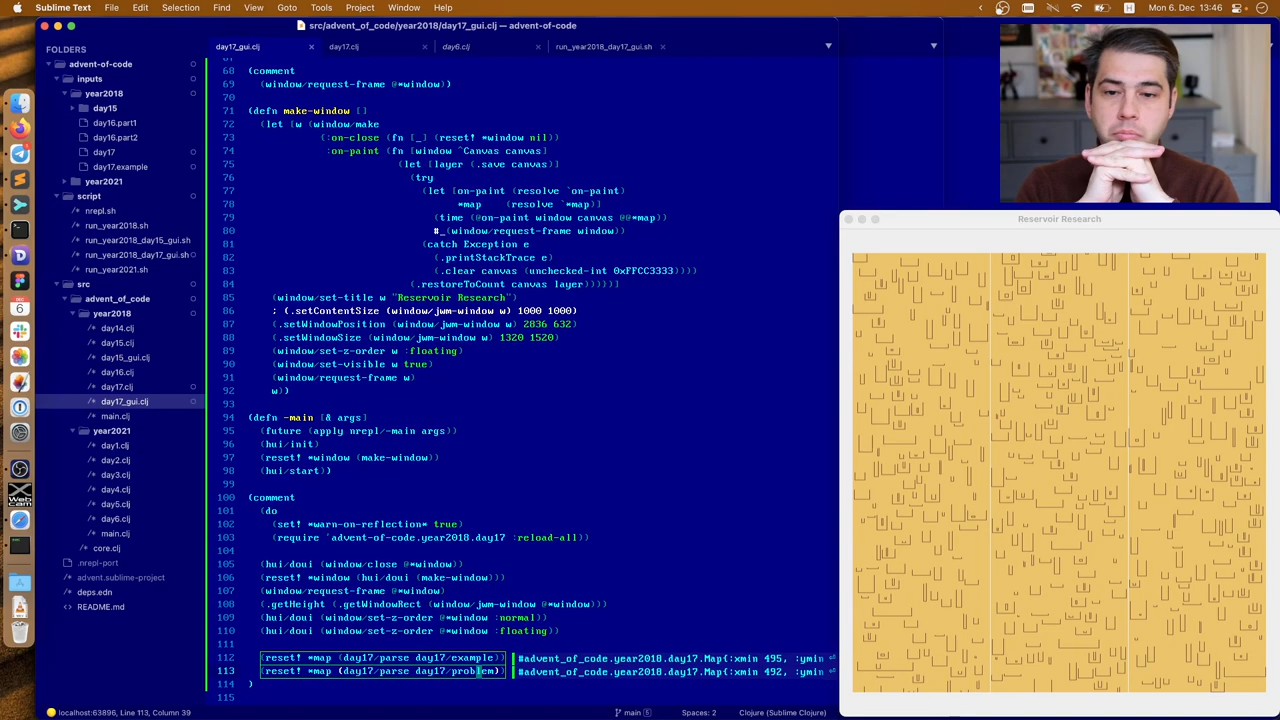 Sublime Text File Edit Selection Find View Goto Tools Project Window Help
Wed 7. Dec 13:46
src/advent_of_code/year2018/day17_gui.clj — advent-of-code
FOLDERS
advent-of-code
inputs
year2018
day15
day16.part1
day16.part2
day17
day17.example
year2021
script
nrepl.sh
run_year2018.sh
run_year2018_day15_gui.sh
run_year2018_day17_gui.sh
run_year2021.sh
src
advent_of_code
year2018
day14.clj
day15.clj
day15_gui.clj
day16.clj
day17.clj
day17_gui.clj
main.clj
year2021
day1.clj
day2.clj
day3.clj
day4.clj
day5.clj
day6.clj
main.clj
core.clj
.nrepl-port
advent.sublime-project
deps.edn
README.md
DEC
6
Web
cam
day17_gui.clj day17.clj day6.clj run_year2018_day17_gui.sh
67
68 (comment
69 (window/request-frame @*window))
70
71 (defn make-window []
72 (let [w (window/make
73 {:on-close (fn [_] (reset! *window nil))
74 :on-paint (fn [window ^Canvas canvas]
75 (let [layer (.save canvas)]
76 (try
77 (let [on-paint (resolve `on-paint)
78 *map (resolve `*map)]
79 (time (@on-paint window canvas @@*map))
80 #_(window/request-frame window))
81 (catch Exception e
82 (.printStackTrace e)
83 (.clear canvas (unchecked-int 0xFFCC3333))))
84 (.restoreToCount canvas layer)))})]
85 (window/set-title w "Reservoir Research")
86 ; (.setContentSize (window/jwm-window w) 1000 1000)
87 (.setWindowPosition (window/jwm-window w) 2836 632)
88 (.setWindowSize (window/jwm-window w) 1320 1520)
89 (window/set-z-order w :floating)
90 (window/set-visible w true)
91 (window/request-frame w)
92 w))
93
94 (defn -main [& args]
95 (future (apply nrepl/-main args))
96 (hui/init)
97 (reset! *window (make-window))
98 (hui/start))
99
100 (comment
101 (do
102 (set! *warn-on-reflection* true)
103 (require 'advent-of-code.year2018.day17 :reload-all))
104
105 (hui/doui (window/close @*window))
106 (reset! *window (hui/doui (make-window)))
107 (window/request-frame @*window)
108 (.getHeight (.getWindowRect (window/jwm-window @*window)))
109 (hui/doui (window/set-z-order @*window :normal))
110 (hui/doui (window/set-z-order @*window :floating))
111
112 (reset! *map (day17/parse day17/example)) #advent_of_code.year2018.day17.Map{:xmin 495, :ymin
113 (reset! *map (day17/parse day17/problem)) #advent_of_code.year2018.day17.Map{:xmin 492, :ymin
114 )
115
Reservoir Research
localhost:63896, Line 113, Column 39 main 5 Spaces: 2 Clojure (Sublime Clojure)